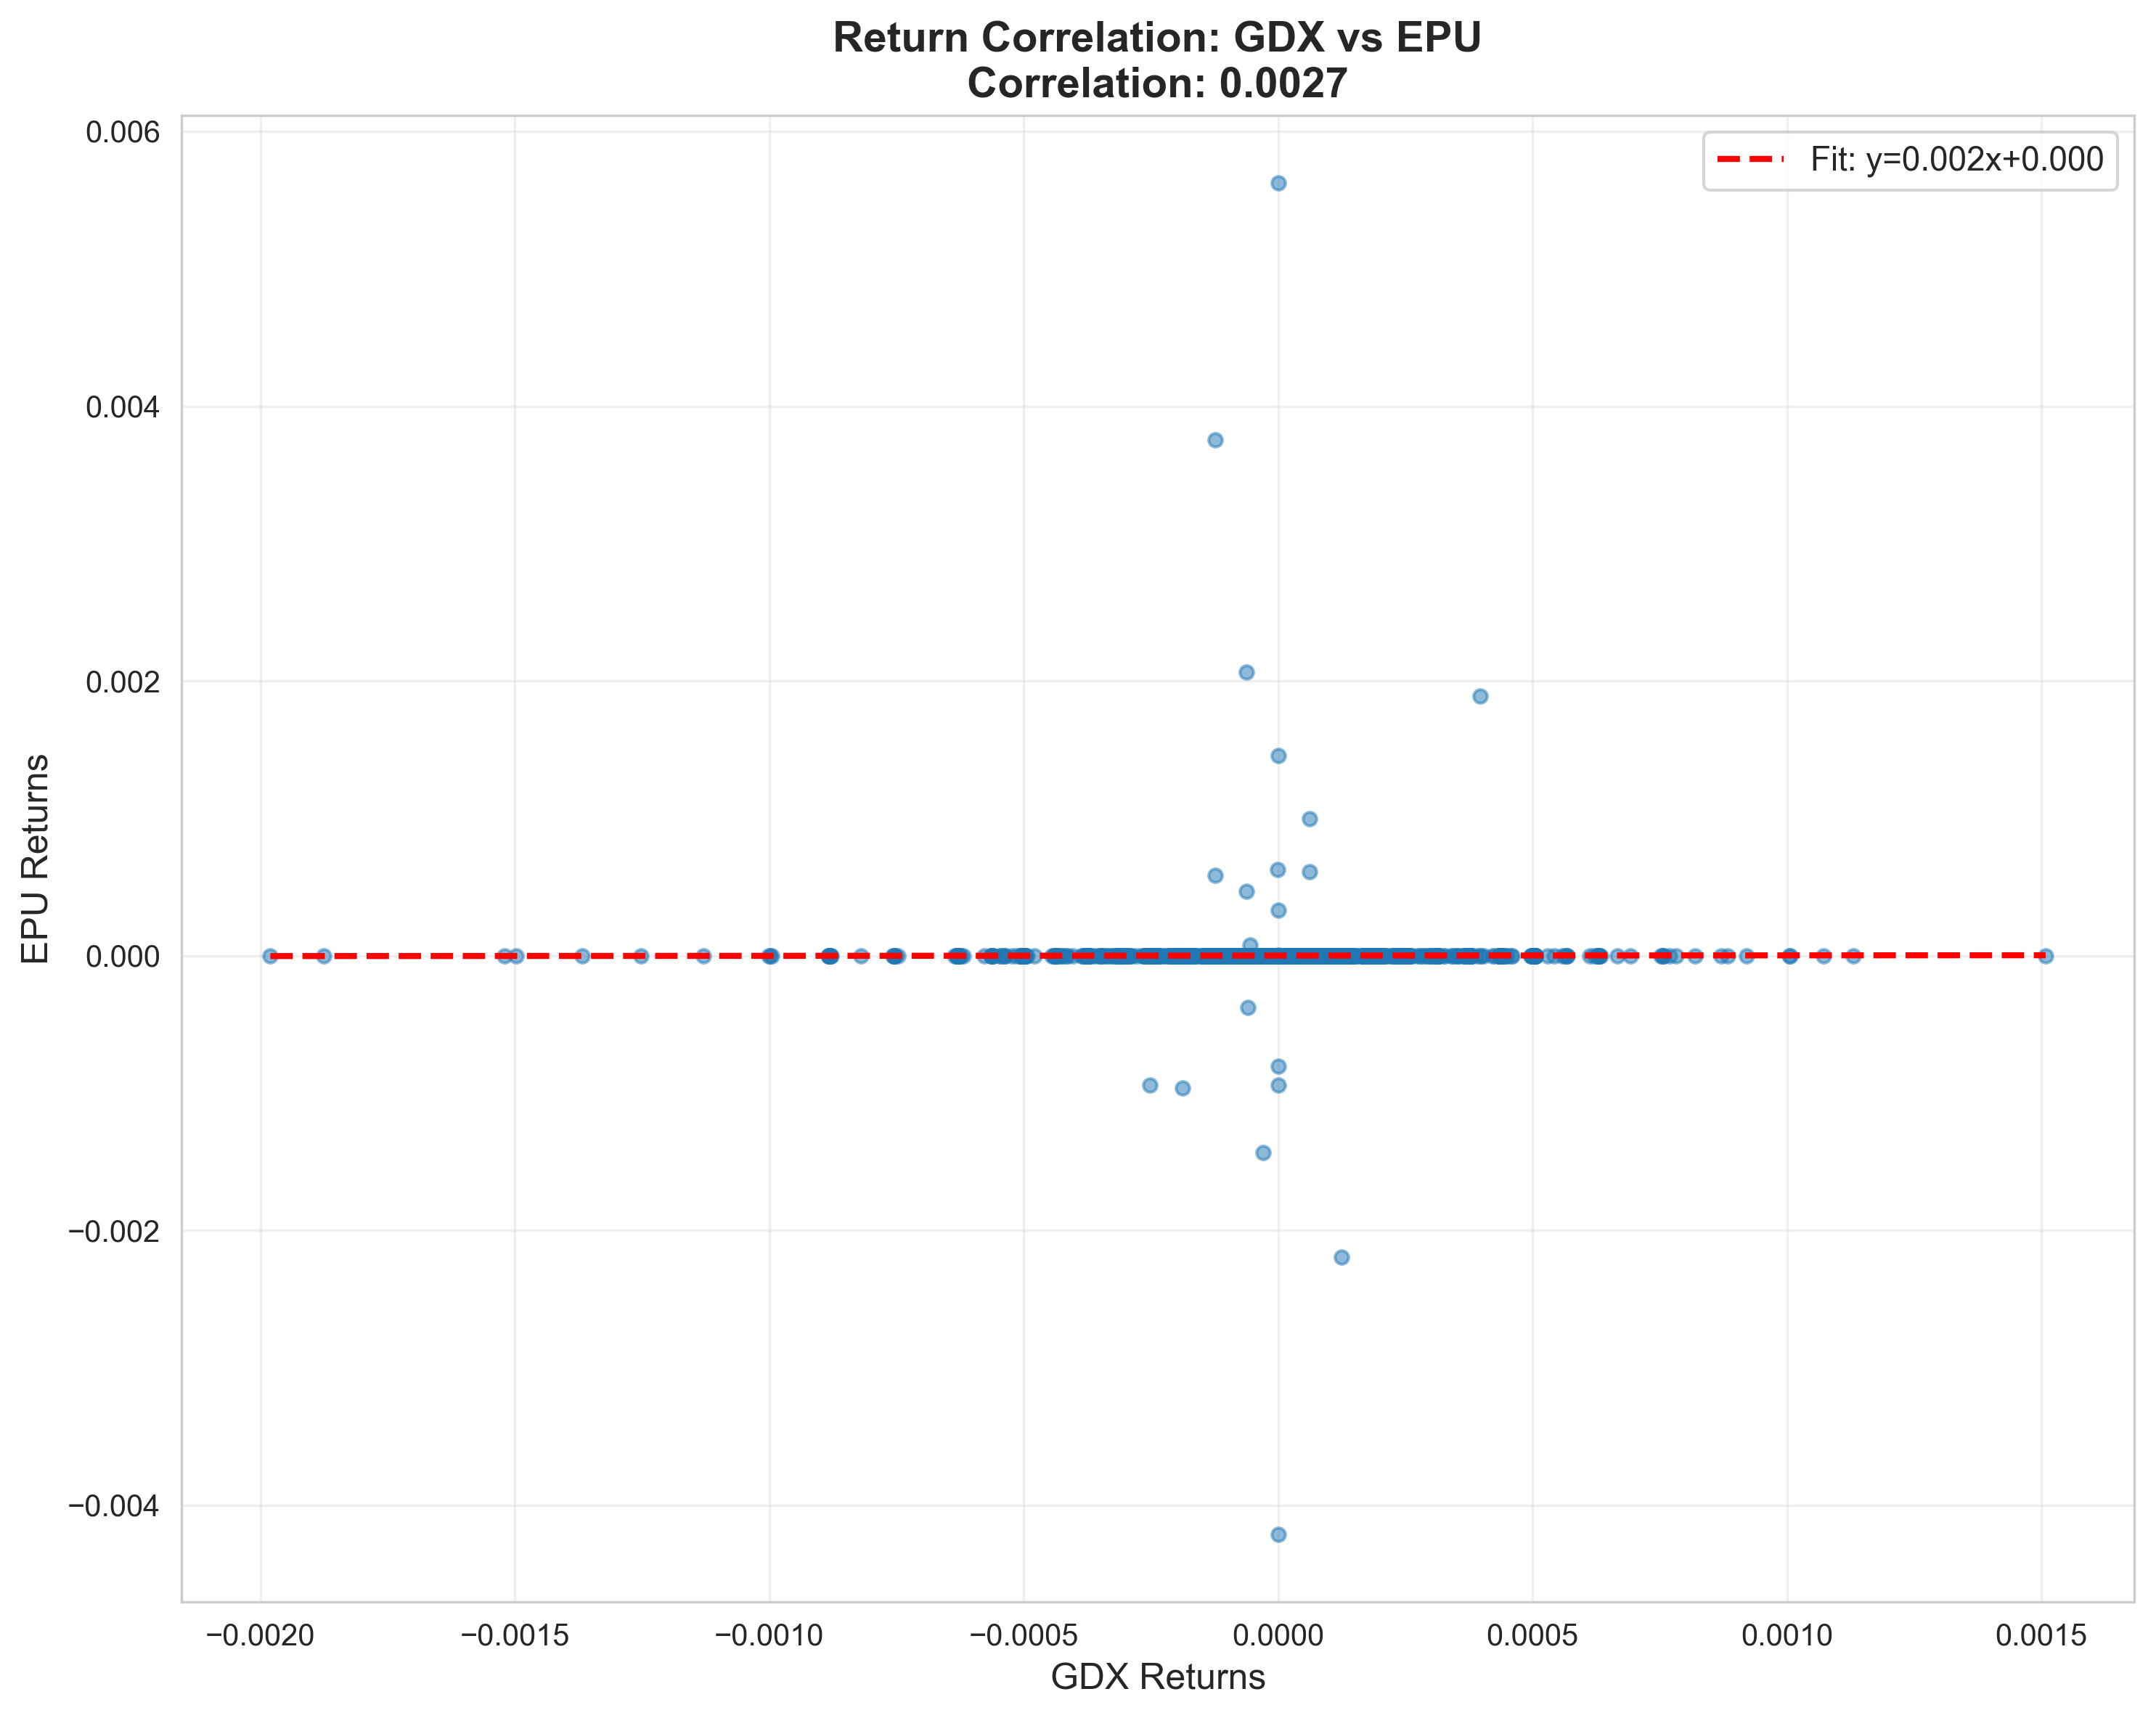 Return Correlation: GDX vs EPU
Correlation: 0.0027
Fit: y=0.002x+0.000
0.006
0.004
0.002
0.000
−0.002
−0.004
EPU Returns
−0.0020 −0.0015 −0.0010 −0.0005 0.0000 0.0005 0.0010 0.0015
GDX Returns